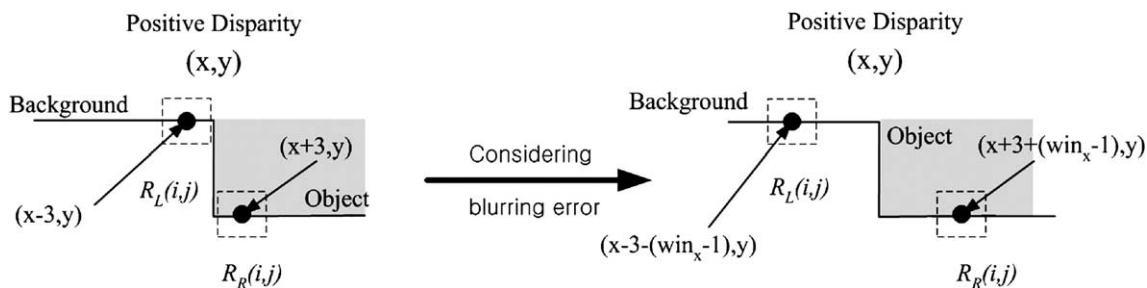 Positive Disparity
(x,y)
Background
(x+3,y)
Object
R_L(i,j)
(x-3,y)
R_R(i,j)
Considering
blurring error
Positive Disparity
(x,y)
Background
Object
(x+3+(win_x-1),y)
R_L(i,j)
(x-3-(win_x-1),y)
R_R(i,j)